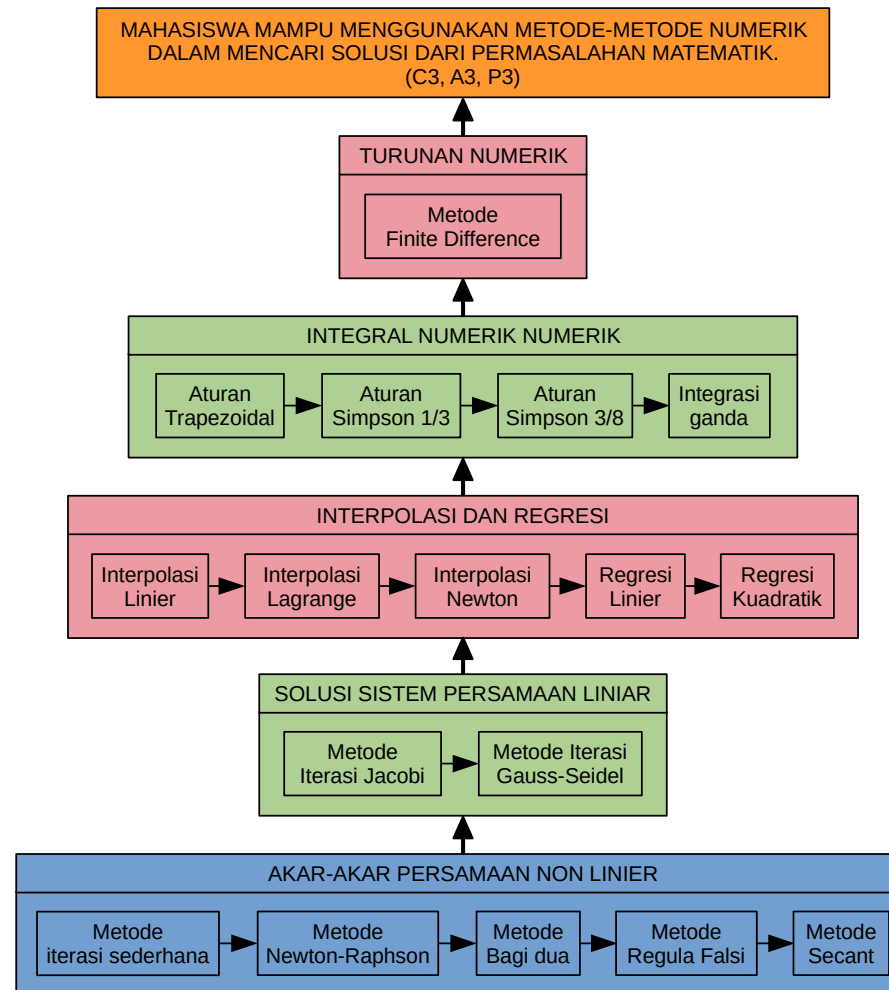 MAHASISWA MAMPU MENGGUNAKAN METODE-METODE NUMERIK
DALAM MENCARI SOLUSI DARI PERMASALAHAN MATEMATIK.
(C3, A3, P3)
TURUNAN NUMERIK
Metode
Finite Difference
INTEGRAL NUMERIK NUMERIK
Aturan
Trapezoidal
Aturan
Simpson 1/3
Aturan
Simpson 3/8
Integrasi
ganda
INTERPOLASI DAN REGRESI
Interpolasi
Linier
Interpolasi
Lagrange
Interpolasi
Newton
Regresi
Linier
Regresi
Kuadratik
SOLUSI SISTEM PERSAMAAN LINIAR
Metode
Iterasi Jacobi
Metode Iterasi
Gauss-Seidel
AKAR-AKAR PERSAMAAN NON LINIER
Metode
iterasi sederhana
Metode
Newton-Raphson
Metode
Bagi dua
Metode
Regula Falsi
Metode
Secant